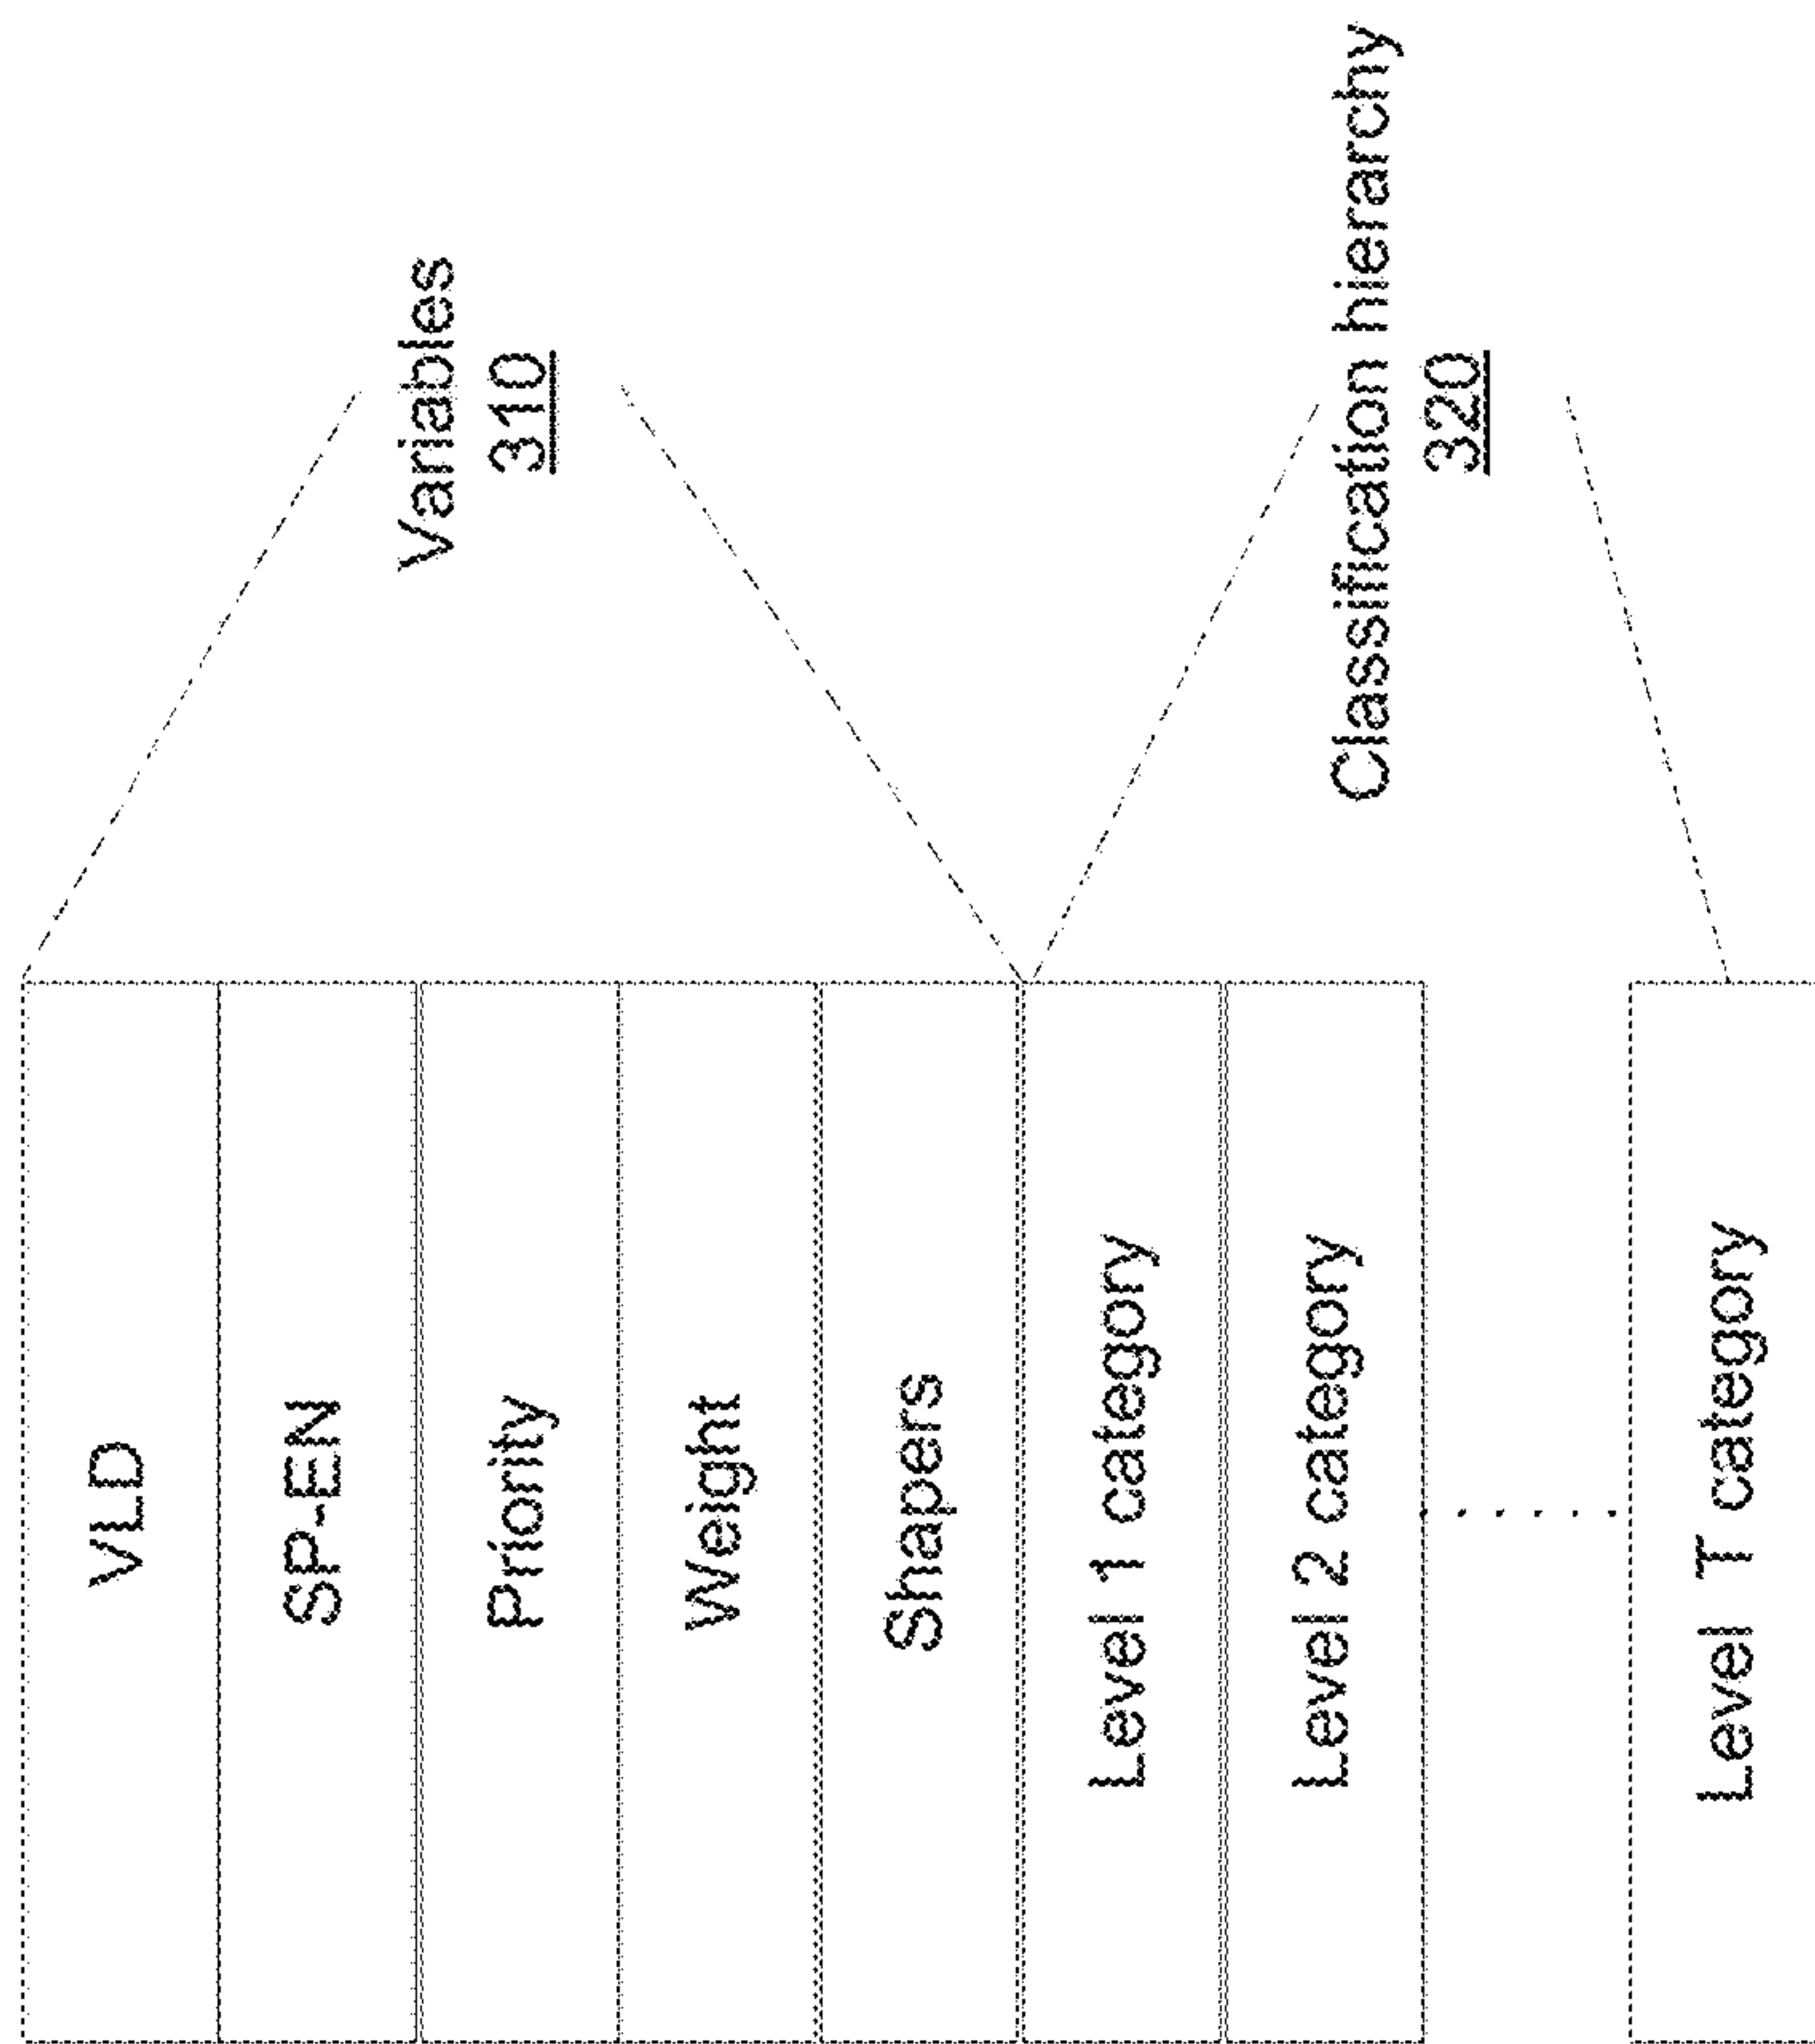 VLD
SP-EN
Priority
Weight
Shapers
Level 1 category
Level 2 category
Level T category
Variables
310
Classification hierarchy
320